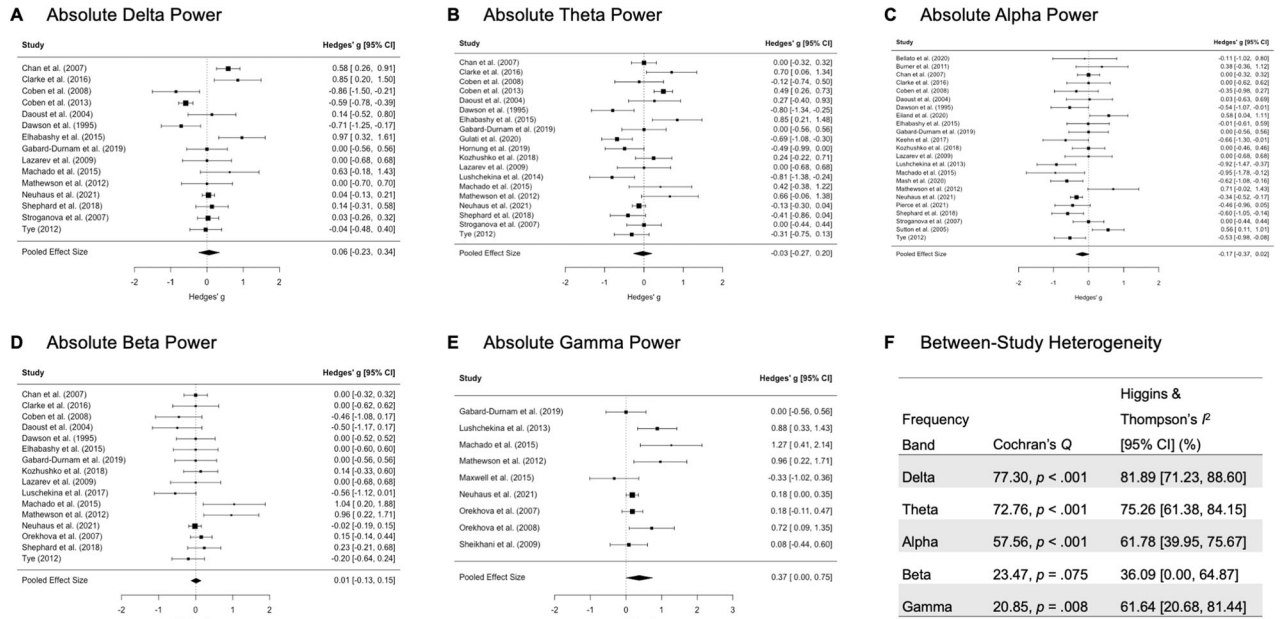 A Absolute Delta Power
Study Hedges' g [95% CI]
Chan et al. (2007) 0.58 [0.26, 0.91]
Clarke et al. (2016) 0.85 [0.20, 1.50]
Coben et al. (2008) -0.86 [-1.50, -0.21]
Coben et al. (2013) -0.59 [-0.78, -0.39]
Daoust et al. (2004) 0.14 [-0.52, 0.80]
Dawson et al. (1995) -0.71 [-1.25, -0.17]
Elhabashy et al. (2015) 0.97 [0.32, 1.61]
Gabard-Durnam et al. (2019) 0.00 [-0.56, 0.56]
Lazarev et al. (2009) 0.00 [-0.68, 0.68]
Machado et al. (2015) 0.63 [-0.18, 1.43]
Mathewson et al. (2012) 0.00 [-0.70, 0.70]
Neuhaus et al. (2021) 0.04 [-0.13, 0.21]
Shephard et al. (2018) 0.14 [-0.31, 0.58]
Stroganova et al. (2007) 0.03 [-0.26, 0.32]
Tye (2012) -0.04 [-0.48, 0.40]
Pooled Effect Size 0.06 [-0.23, 0.34]
-2 -1 0 1 2
Hedges' g
B Absolute Theta Power
Study Hedges' g [95% CI]
Chan et al. (2007) 0.00 [-0.32, 0.32]
Clarke et al. (2016) 0.70 [0.06, 1.34]
Coben et al. (2008) -0.12 [-0.74, 0.50]
Coben et al. (2013) 0.49 [0.26, 0.73]
Daoust et al. (2004) 0.27 [-0.40, 0.93]
Dawson et al. (1995) -0.80 [-1.34, -0.25]
Elhabashy et al. (2015) 0.85 [0.21, 1.48]
Gabard-Durnam et al. (2019) 0.00 [-0.56, 0.56]
Gulati et al. (2020) -0.69 [-1.08, -0.30]
Hornung et al. (2019) -0.49 [-0.99, 0.00]
Kozhushko et al. (2018) 0.24 [-0.22, 0.71]
Lazarev et al. (2009) 0.00 [-0.68, 0.68]
Lushchekina et al. (2014) -0.81 [-1.38, -0.24]
Machado et al. (2015) 0.42 [-0.38, 1.22]
Mathewson et al. (2012) 0.66 [-0.06, 1.38]
Neuhaus et al. (2021) -0.13 [-0.30, 0.04]
Shephard et al. (2018) -0.41 [-0.86, 0.04]
Stroganova et al. (2007) 0.00 [-0.44, 0.44]
Tye (2012) -0.31 [-0.75, 0.13]
Pooled Effect Size -0.03 [-0.27, 0.20]
-2 -1 0 1 2
Hedges' g
C Absolute Alpha Power
Study Hedges' g [95% CI]
Bellato et al. (2020) -0.11 [-1.02, 0.80]
Burner et al. (2011) 0.38 [-0.36, 1.12]
Chan et al. (2007) 0.00 [-0.32, 0.32]
Clarke et al. (2016) 0.00 [-0.62, 0.62]
Coben et al. (2008) -0.35 [-0.98, 0.27]
Daoust et al. (2004) 0.03 [-0.63, 0.69]
Dawson et al. (1995) -0.54 [-1.07, -0.01]
Eiland et al. (2020) 0.58 [0.04, 1.11]
Elhabashy et al. (2015) -0.01 [-0.61, 0.59]
Gabard-Durnam et al. (2019) 0.00 [-0.56, 0.56]
Keehn et al. (2017) -0.66 [-1.30, -0.01]
Kozhushko et al. (2018) 0.00 [-0.46, 0.46]
Lazarev et al. (2009) 0.00 [-0.68, 0.68]
Lushchekina et al. (2013) -0.92 [-1.47, -0.37]
Machado et al. (2015) -0.95 [-1.78, -0.12]
Mash et al. (2020) -0.62 [-1.08, -0.16]
Mathewson et al. (2012) 0.71 [-0.02, 1.43]
Neuhaus et al. (2021) -0.34 [-0.52, -0.17]
Pierce et al. (2021) -0.46 [-0.96, 0.05]
Shephard et al. (2018) -0.60 [-1.05, -0.14]
Stroganova et al. (2007) 0.00 [-0.44, 0.44]
Sutton et al. (2005) 0.56 [0.11, 1.01]
Tye (2012) -0.53 [-0.98, -0.08]
Pooled Effect Size -0.17 [-0.37, 0.02]
-2 -1 0 1 2
Hedges' g
D Absolute Beta Power
Study Hedges' g [95% CI]
Chan et al. (2007) 0.00 [-0.32, 0.32]
Clarke et al. (2016) 0.00 [-0.62, 0.62]
Coben et al. (2008) -0.46 [-1.08, 0.17]
Daoust et al. (2004) -0.50 [-1.17, 0.17]
Dawson et al. (1995) 0.00 [-0.52, 0.52]
Elhabashy et al. (2015) 0.00 [-0.60, 0.60]
Gabard-Durnam et al. (2019) 0.00 [-0.56, 0.56]
Kozhushko et al. (2018) 0.14 [-0.33, 0.60]
Lazarev et al. (2009) 0.00 [-0.68, 0.68]
Luschekina et al. (2017) -0.56 [-1.12, 0.01]
Machado et al. (2015) 1.04 [0.20, 1.88]
Mathewson et al. (2012) 0.96 [0.22, 1.71]
Neuhaus et al. (2021) -0.02 [-0.19, 0.15]
Orekhova et al. (2007) 0.15 [-0.14, 0.44]
Shephard et al. (2018) 0.23 [-0.21, 0.68]
Tye (2012) -0.20 [-0.64, 0.24]
Pooled Effect Size 0.01 [-0.13, 0.15]
-2 -1 0 1 2
Hedges' g
E Absolute Gamma Power
Study Hedges' g [95% CI]
Gabard-Durnam et al. (2019) 0.00 [-0.56, 0.56]
Lushchekina et al. (2013) 0.88 [0.33, 1.43]
Machado et al. (2015) 1.27 [0.41, 2.14]
Mathewson et al. (2012) 0.96 [0.22, 1.71]
Maxwell et al. (2015) -0.33 [-1.02, 0.36]
Neuhaus et al. (2021) 0.18 [0.00, 0.35]
Orekhova et al. (2007) 0.18 [-0.11, 0.47]
Orekhova et al. (2008) 0.72 [0.09, 1.35]
Sheikhani et al. (2009) 0.08 [-0.44, 0.60]
Pooled Effect Size 0.37 [0.00, 0.75]
-2 -1 0 1 2 3
Hedges' g
F Between-Study Heterogeneity
Higgins &
Frequency Thompson's I²
Band Cochran's Q [95% CI] (%)
Delta 77.30, p < .001 81.89 [71.23, 88.60]
Theta 72.76, p < .001 75.26 [61.38, 84.15]
Alpha 57.56, p < .001 61.78 [39.95, 75.67]
Beta 23.47, p = .075 36.09 [0.00, 64.87]
Gamma 20.85, p = .008 61.64 [20.68, 81.44]